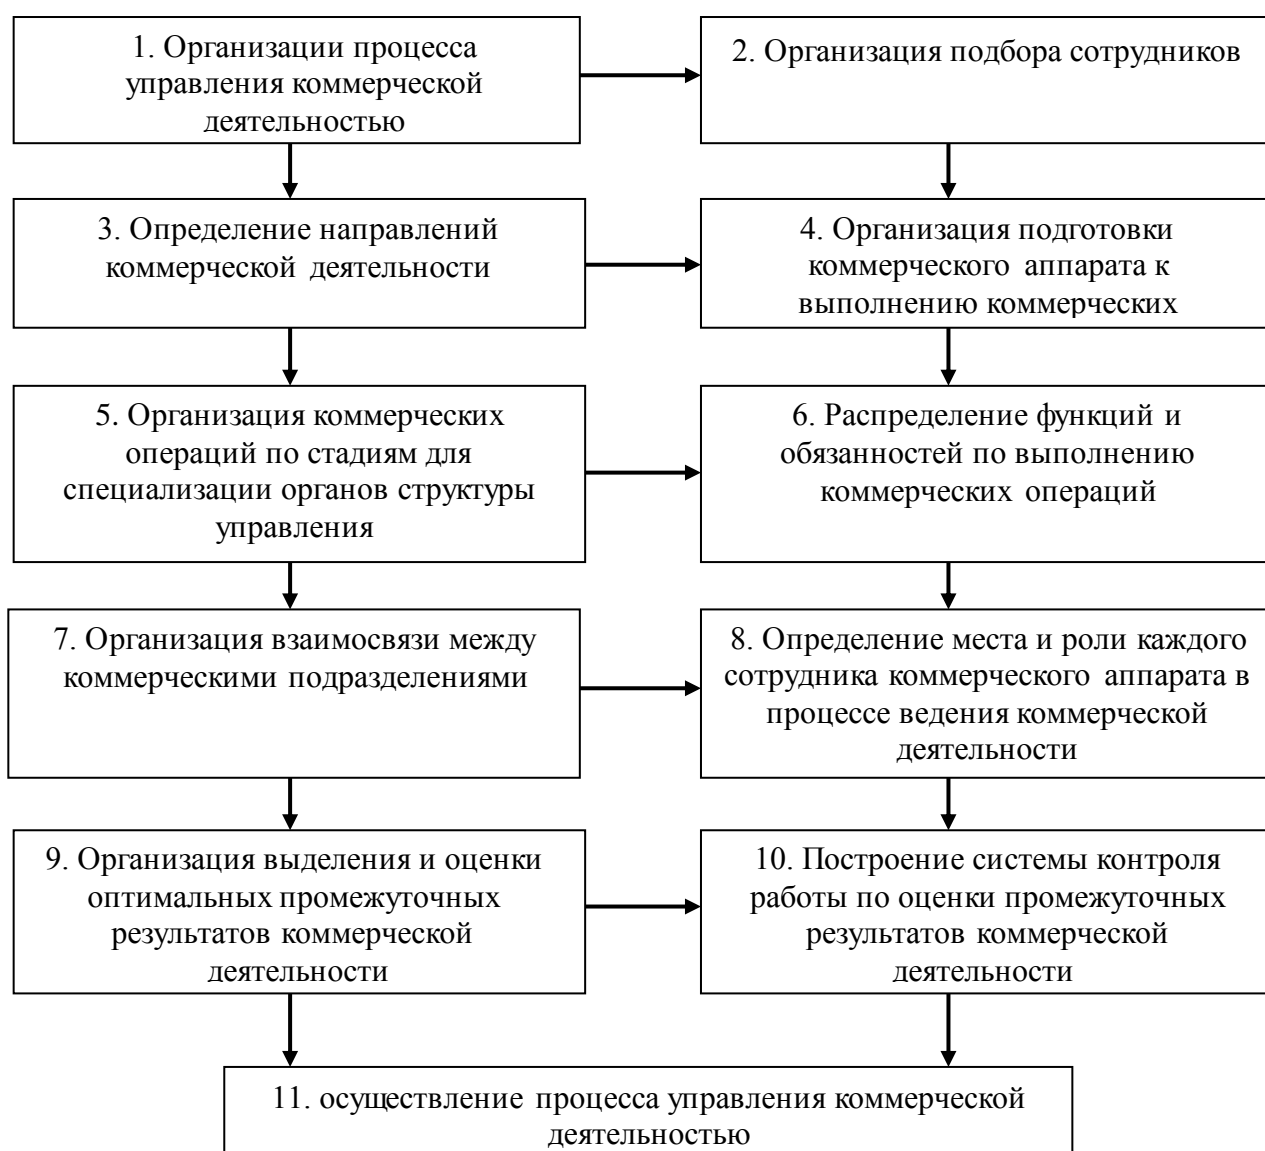 1. Организации процесса
управления коммерческой
деятельностью
2. Организация подбора сотрудников
3. Определение направлений
коммерческой деятельности
4. Организация подготовки
коммерческого аппарата к
выполнению коммерческих
5. Организация коммерческих
операций по стадиям для
специализации органов структуры
управления
6. Распределение функций и
обязанностей по выполнению
коммерческих операций
7. Организация взаимосвязи между
коммерческими подразделениями
8. Определение места и роли каждого
сотрудника коммерческого аппарата в
процессе ведения коммерческой
деятельности
9. Организация выделения и оценки
оптимальных промежуточных
результатов коммерческой
деятельности
10. Построение системы контроля
работы по оценки промежуточных
результатов коммерческой
деятельности
11. осуществление процесса управления коммерческой
деятельностью